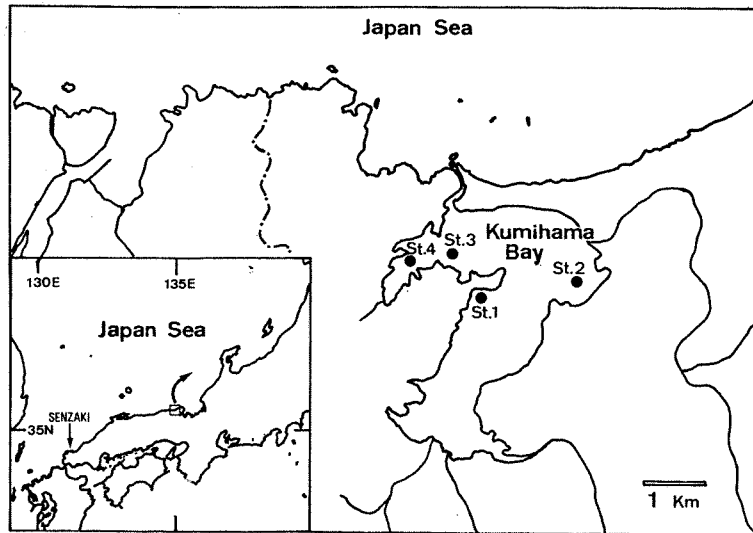 Japan Sea
Kumihama
Bay
St.3
St.4
St.2
St.1
1 Km
130E
135E
Japan Sea
SENZAKI
35N